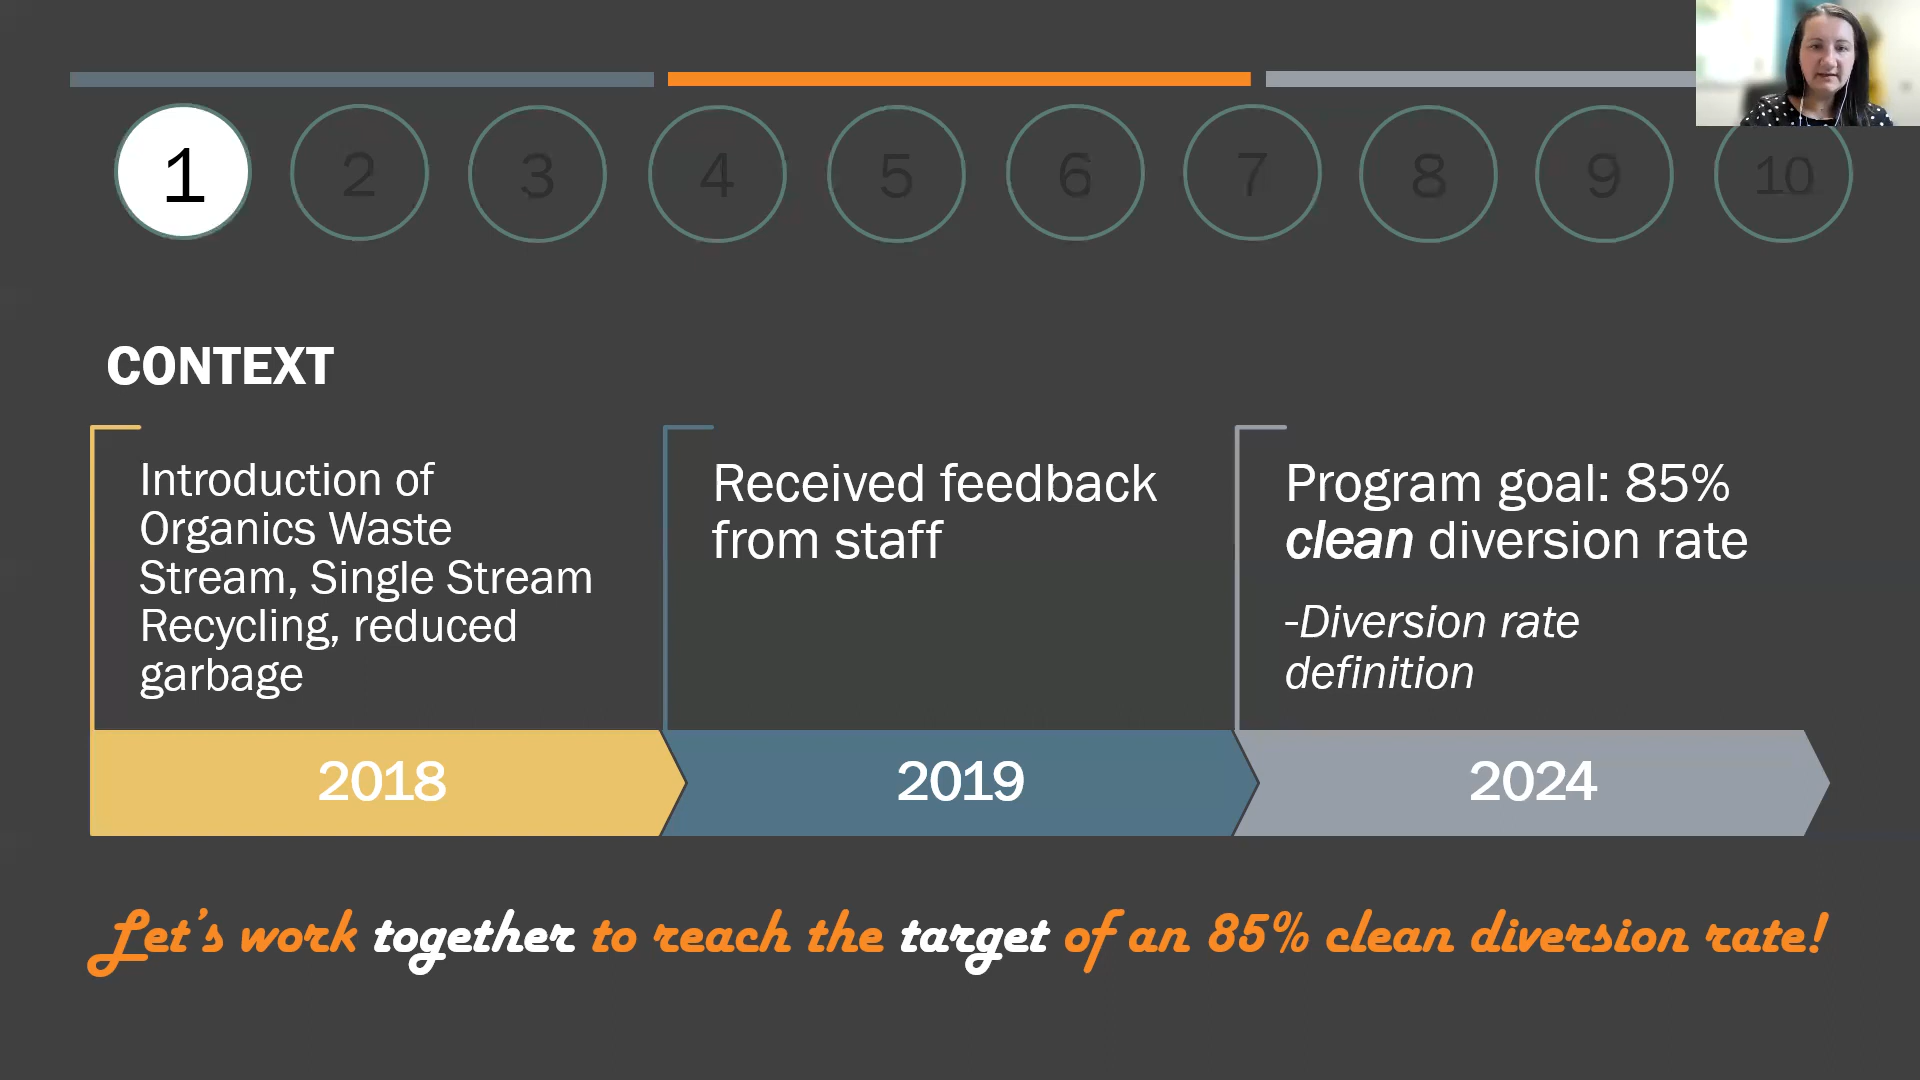 1 2 3 4 5 6 7 8 9 10
CONTEXT
Introduction of
Organics Waste
Stream, Single Stream
Recycling, reduced
garbage
Received feedback
from staff
Program goal: 85%
clean diversion rate
-Diversion rate
definition
2018
2019
2024
Let's work together to reach the target of an 85% clean diversion rate!